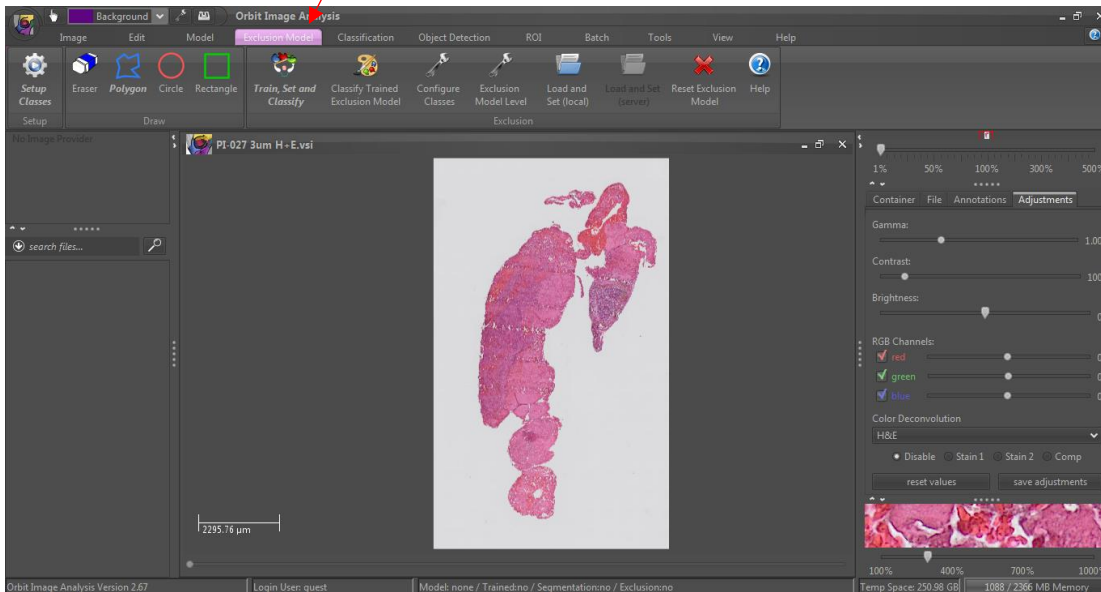 Background Orbit Image Analysis
Image Edit Model Exclusion Model Classification Object Detection ROI Batch Tools View Help
Setup Classes
Eraser
Polygon
Circle
Rectangle
Train, Set and Classify
Classify Trained Exclusion Model
Configure Classes
Exclusion Model Level
Load and Set (local)
Load and Set (server)
Reset Exclusion Model
Help
Setup Draw Exclusion
No Image Provider
PI-027 3um H+E.vsi
1% 50% 100% 300% 500%
Container File Annotations Adjustments
search files...
Gamma:
1.00
Contrast:
100
Brightness:
0
RGB Channels:
red 0
green 0
blue 0
Color Deconvolution
H&E
Disable Stain 1 Stain 2 Comp
reset values save adjustments
2295.76 µm
100% 400% 700% 1000%
Orbit Image Analysis Version 2.67 Login User: guest Model: none / Trained:no / Segmentation:no / Exclusion:no Temp Space: 250.98 GB 1088 / 2366 MB Memory